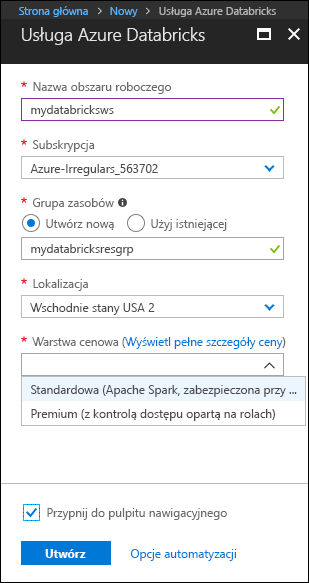 Strona główna > Nowy > Usługa Azure Databricks
Usługa Azure Databricks
* Nazwa obszaru roboczego
mydatabricksws
* Subskrypcja
Azure-Irregulars_563702
* Grupa zasobów
Utwórz nową Użyj istniejącej
mydatabricksresgrp
* Lokalizacja
Wschodnie stany USA 2
* Warstwa cenowa (Wyświetl pełne szczegóły ceny)
Standardowa (Apache Spark, zabezpieczona przy ...
Premium (z kontrolą dostępu opartą na rolach)
Przypnij do pulpitu nawigacyjnego
Utwórz Opcje automatyzacji